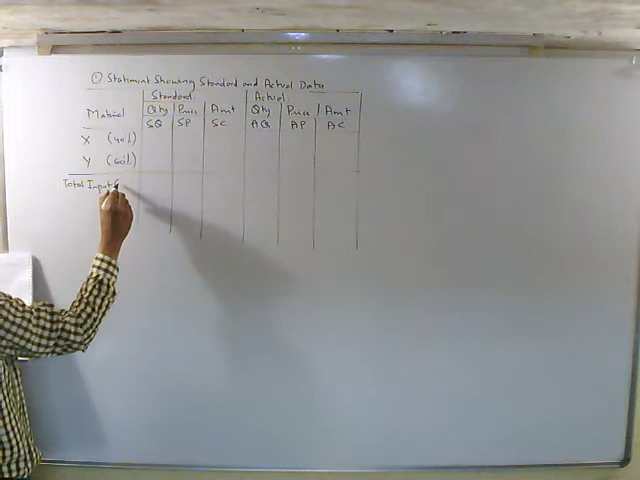 ① Statement Showing Standard and Actual Data
Standard Actual
Material Qty Price Amt Qty Price Amt
SQ SP SC AQ AP AC
X (40%)
Y (60%)
Total Input